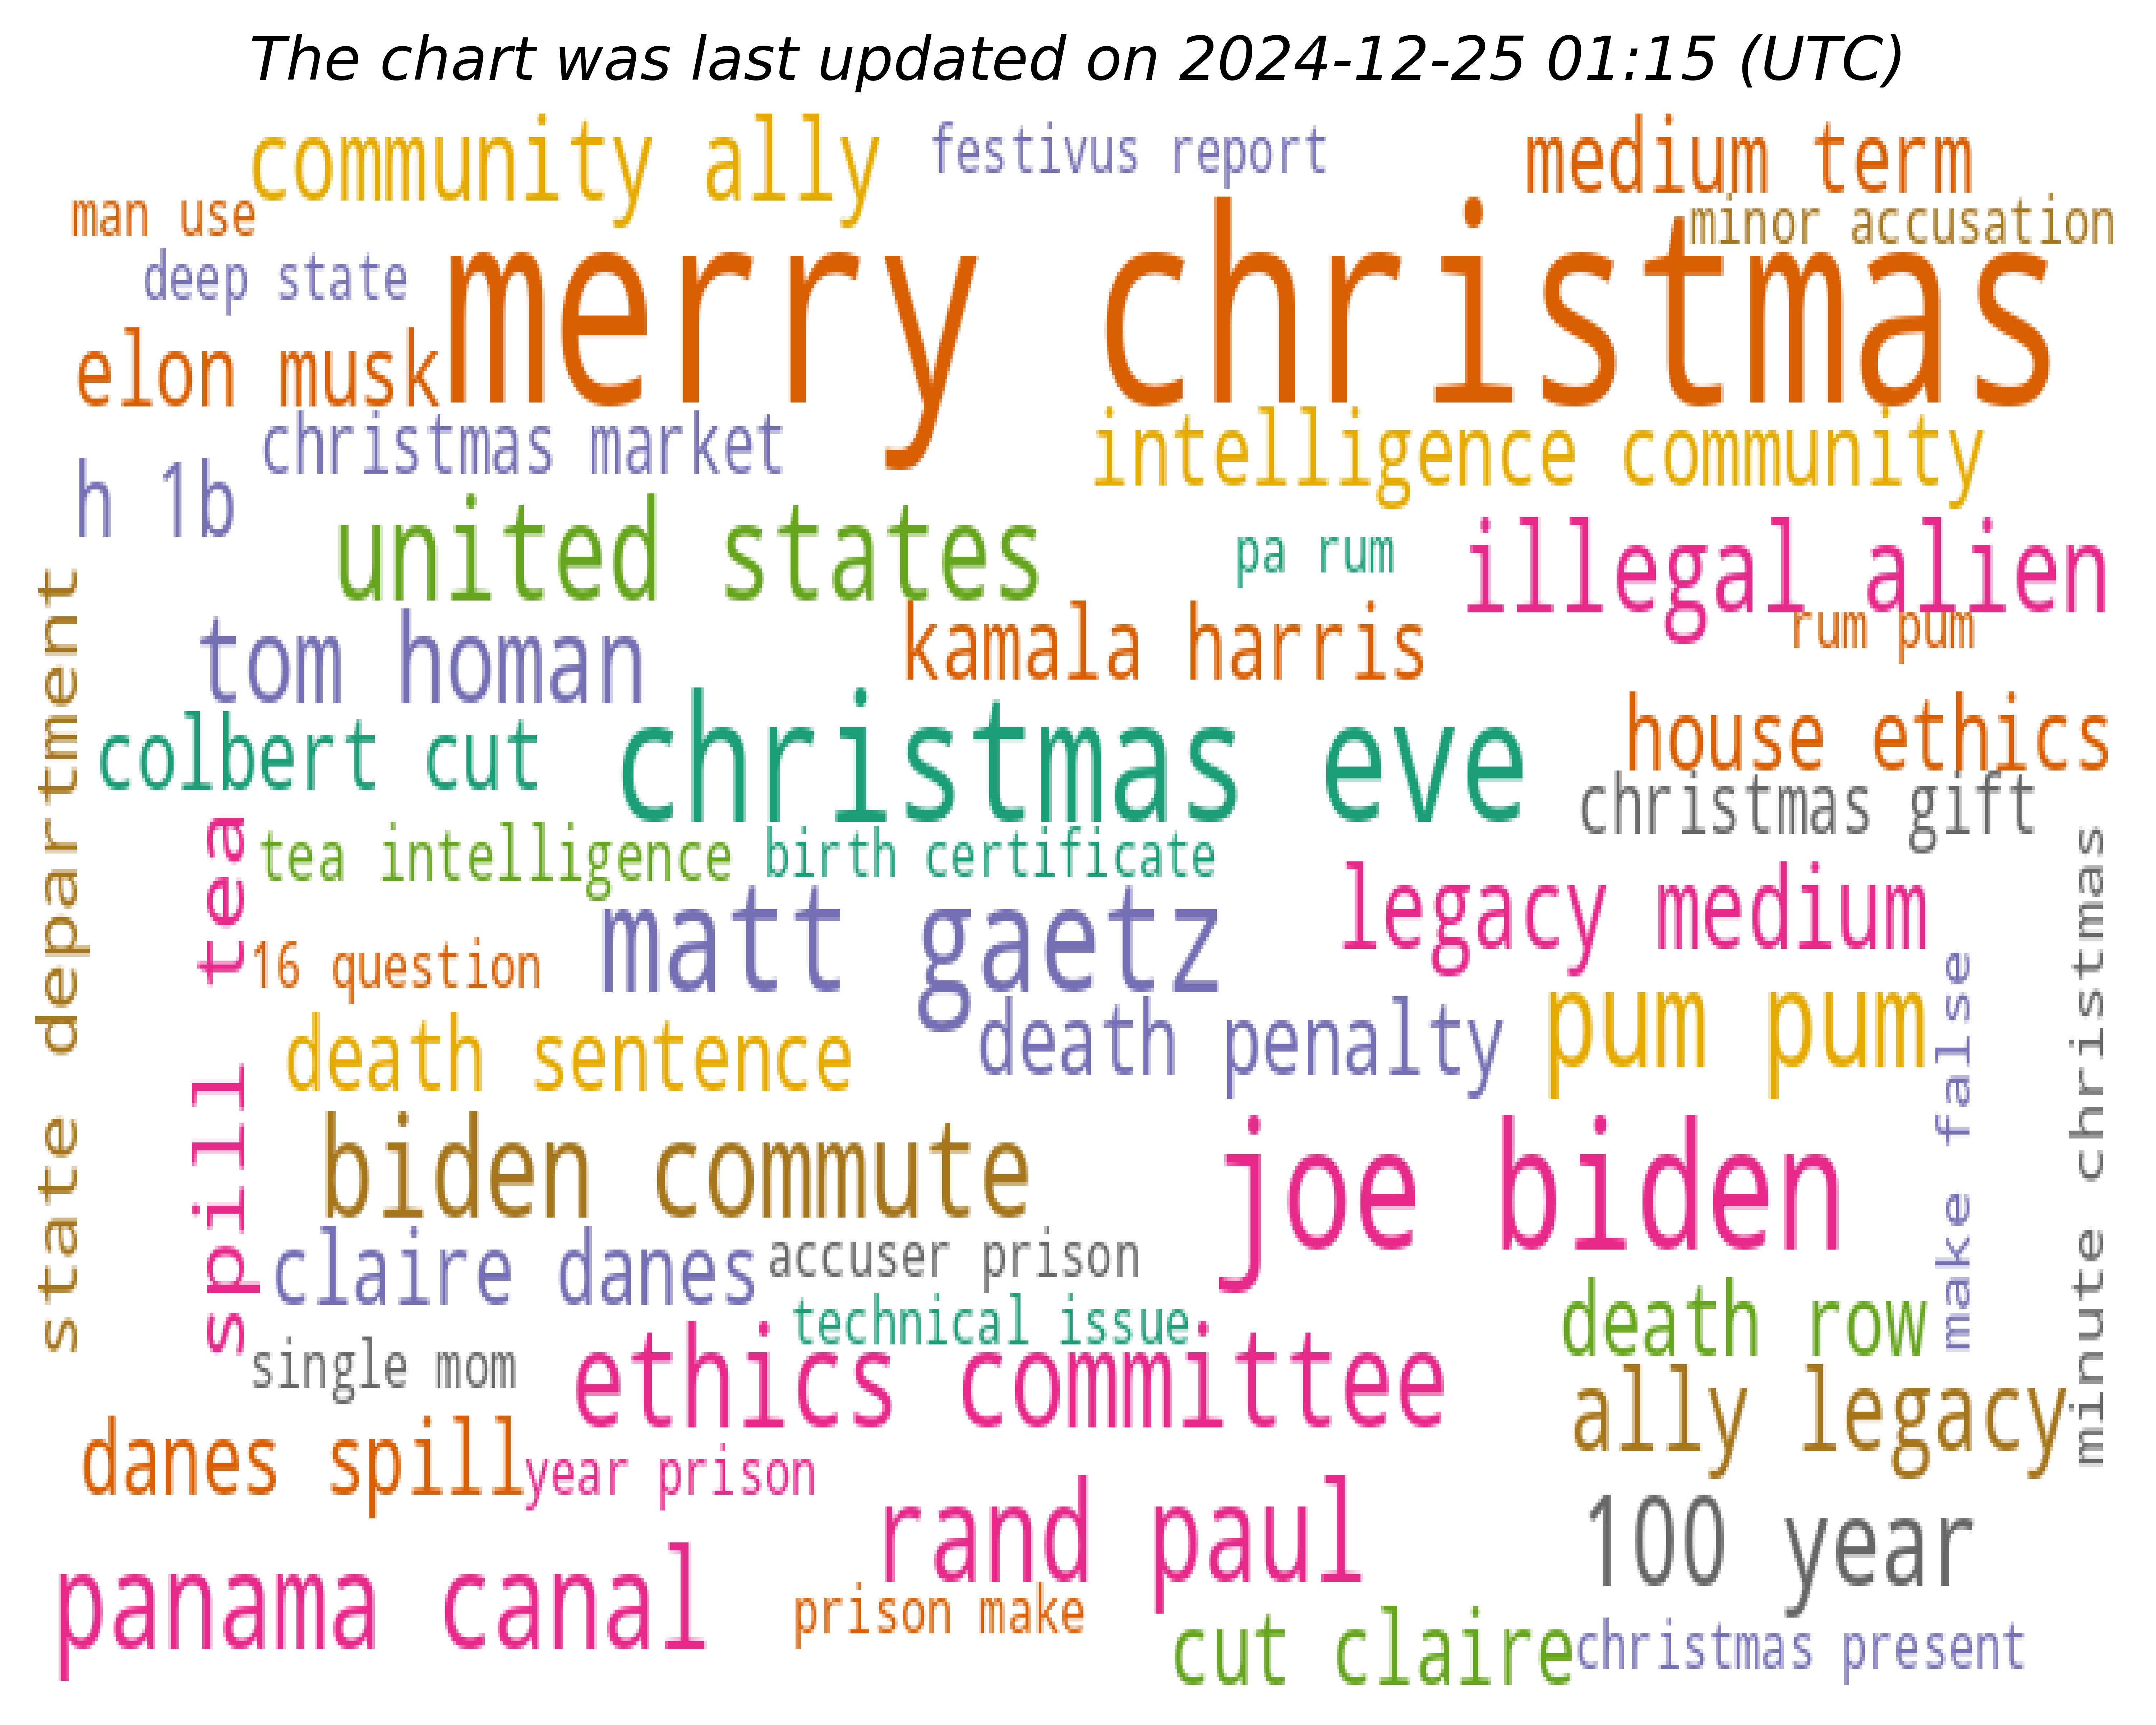 The chart was last updated on 2024-12-25 01:15 (UTC)
community ally
festivus report
medium term
man use
minor accusation
deep state
merry christmas
elon musk
christmas market
intelligence community
h 1b
united states
pa rum
illegal alien
rum pum
tom homan
kamala harris
state department
colbert cut
christmas eve
house ethics
christmas gift
spill tea
tea intelligence
birth certificate
minute christmas
legacy medium
matt gaetz
16 question
make false
pum pum
death penalty
death sentence
biden commute
joe biden
claire danes
accuser prison
technical issue
death row
single mom
ethics committee
ally legacy
danes spill
year prison
rand paul
100 year
panama canal
prison make
cut claire
christmas present